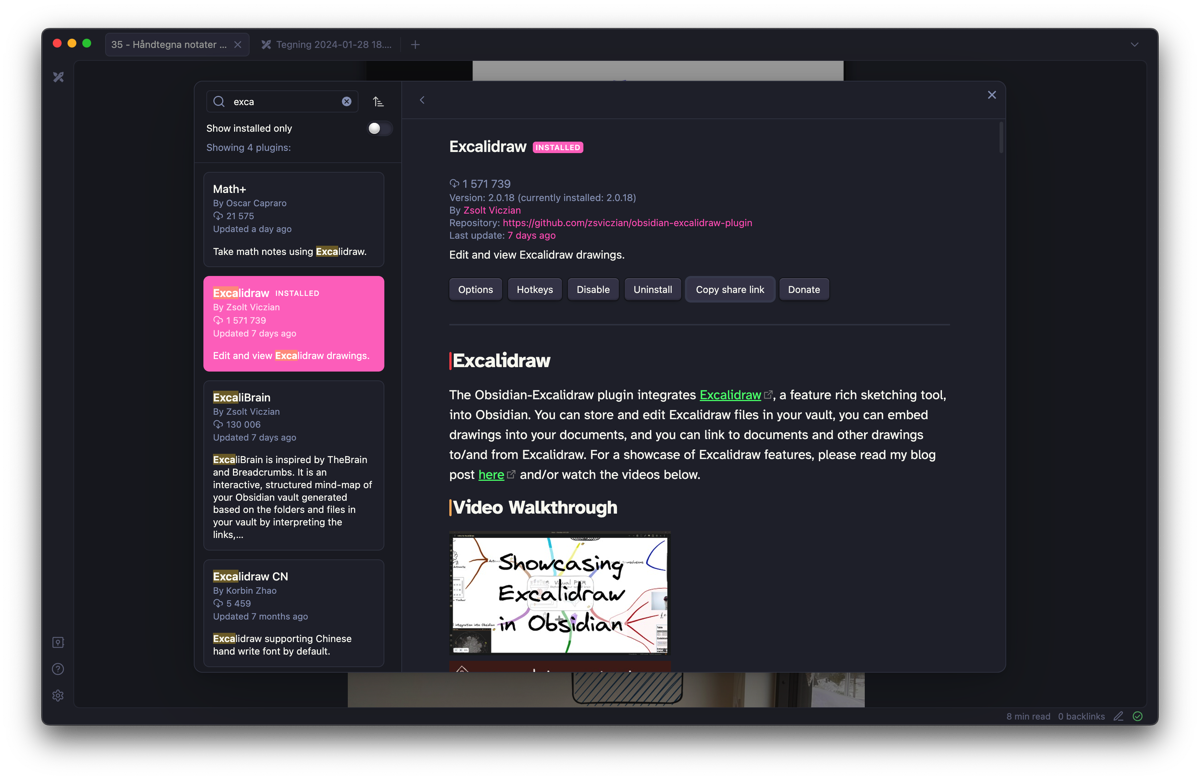 35 - Håndtegna notater ...
Tegning 2024-01-28 18....
exca
Show installed only
Showing 4 plugins:
Math+
By Oscar Capraro
21 575
Updated a day ago
Take math notes using Excalidraw.
Excalidraw INSTALLED
By Zsolt Viczian
1 571 739
Updated 7 days ago
Edit and view Excalidraw drawings.
ExcaliBrain
By Zsolt Viczian
130 006
Updated 7 days ago
ExcaliBrain is inspired by TheBrain
and Breadcrumbs. It is an
interactive, structured mind-map of
your Obsidian vault generated
based on the folders and files in
your vault by interpreting the
links,...
Excalidraw CN
By Korbin Zhao
5 459
Updated 7 months ago
Excalidraw supporting Chinese
hand write font by default.
Excalidraw INSTALLED
1 571 739
Version: 2.0.18 (currently installed: 2.0.18)
By Zsolt Viczian
Repository: https://github.com/zsviczian/obsidian-excalidraw-plugin
Last update: 7 days ago
Edit and view Excalidraw drawings.
Options Hotkeys Disable Uninstall Copy share link Donate
Excalidraw
The Obsidian-Excalidraw plugin integrates Excalidraw, a feature rich sketching tool,
into Obsidian. You can store and edit Excalidraw files in your vault, you can embed
drawings into your documents, and you can link to documents and other drawings
to/and from Excalidraw. For a showcase of Excalidraw features, please read my blog
post here and/or watch the videos below.
Video Walkthrough
Showcasing
Excalidraw
in Obsidian
8 min read 0 backlinks